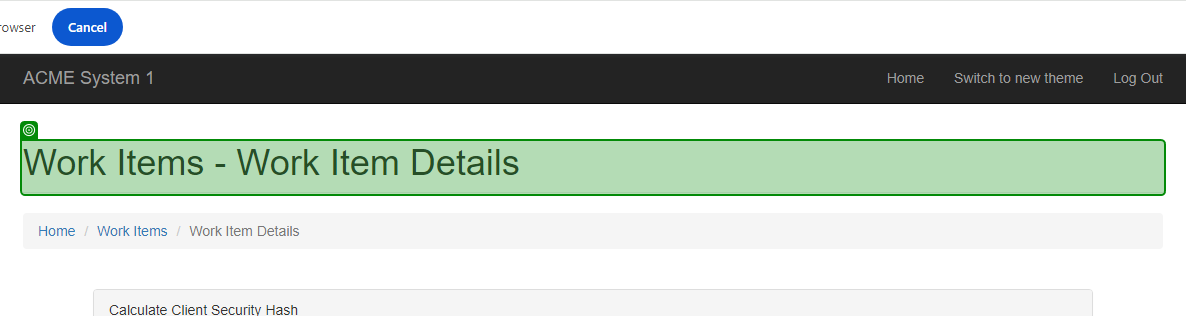 rowser Cancel
ACME System 1 Home Switch to new theme Log Out
Work Items - Work Item Details
Home / Work Items / Work Item Details
Calculate Client Security Hash